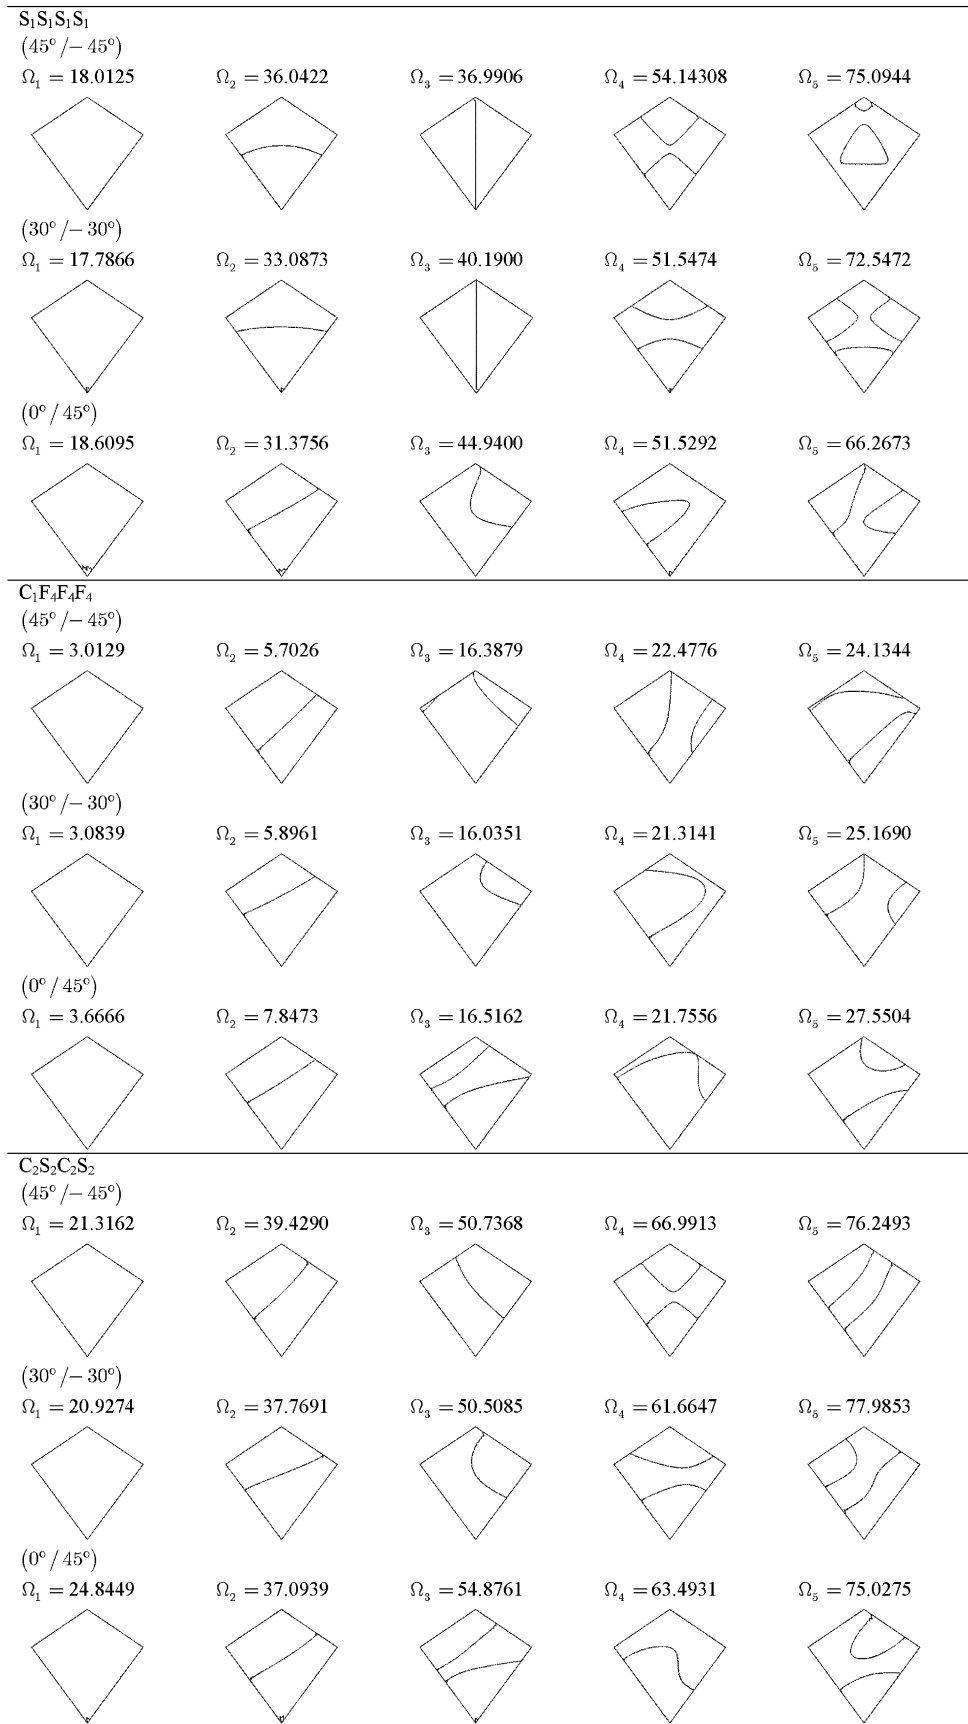 S₁S₁S₁S₁
(45°/−45°)
Ω₁ = 18.0125 Ω₂ = 36.0422 Ω₃ = 36.9906 Ω₄ = 54.14308 Ω₅ = 75.0944
(30°/−30°)
Ω₁ = 17.7866 Ω₂ = 33.0873 Ω₃ = 40.1900 Ω₄ = 51.5474 Ω₅ = 72.5472
(0°/45°)
Ω₁ = 18.6095 Ω₂ = 31.3756 Ω₃ = 44.9400 Ω₄ = 51.5292 Ω₅ = 66.2673
C₁F₄F₄F₄
(45°/−45°)
Ω₁ = 3.0129 Ω₂ = 5.7026 Ω₃ = 16.3879 Ω₄ = 22.4776 Ω₅ = 24.1344
(30°/−30°)
Ω₁ = 3.0839 Ω₂ = 5.8961 Ω₃ = 16.0351 Ω₄ = 21.3141 Ω₅ = 25.1690
(0°/45°)
Ω₁ = 3.6666 Ω₂ = 7.8473 Ω₃ = 16.5162 Ω₄ = 21.7556 Ω₅ = 27.5504
C₂S₂C₂S₂
(45°/−45°)
Ω₁ = 21.3162 Ω₂ = 39.4290 Ω₃ = 50.7368 Ω₄ = 66.9913 Ω₅ = 76.2493
(30°/−30°)
Ω₁ = 20.9274 Ω₂ = 37.7691 Ω₃ = 50.5085 Ω₄ = 61.6647 Ω₅ = 77.9853
(0°/45°)
Ω₁ = 24.8449 Ω₂ = 37.0939 Ω₃ = 54.8761 Ω₄ = 63.4931 Ω₅ = 75.0275